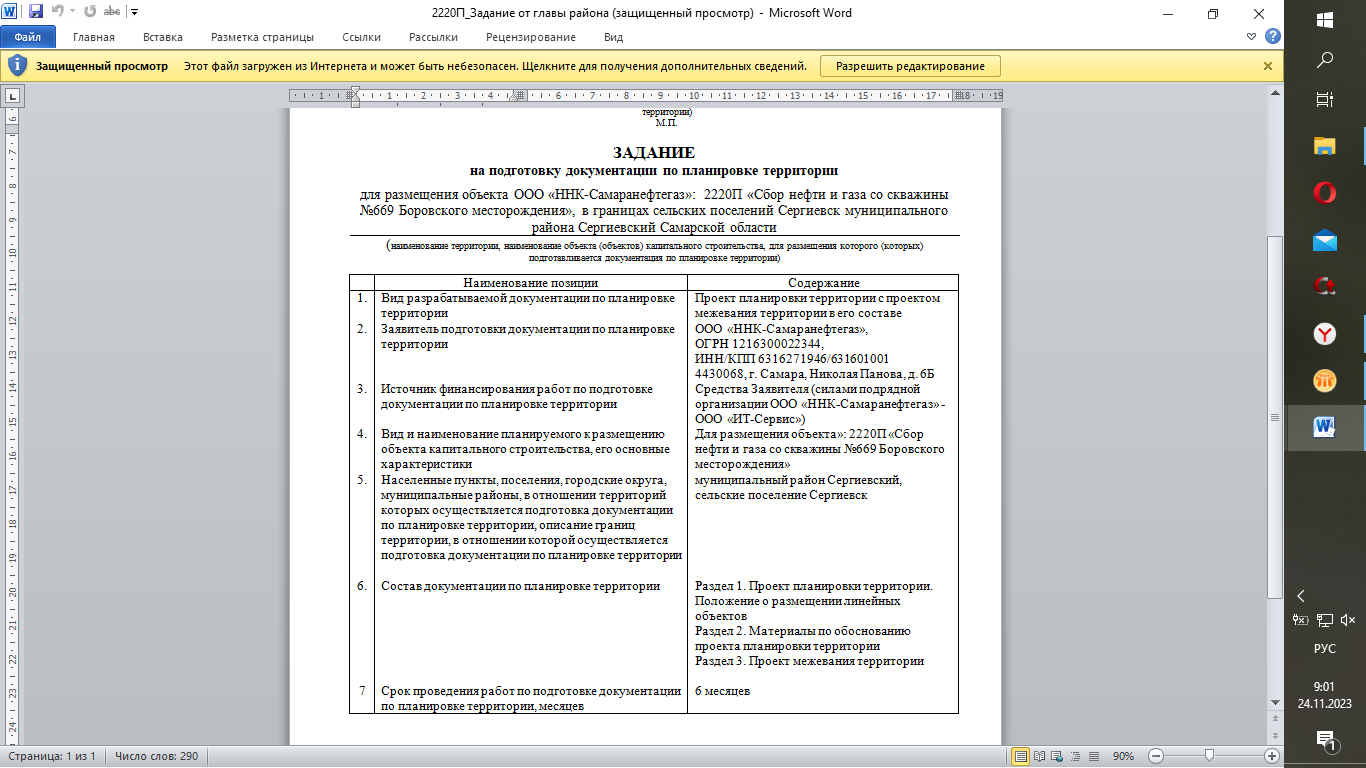 2220П_Задание от главы района (защищенный просмотр) - Microsoft Word
Файл
Главная
Вставка
Разметка страницы
Ссылки
Рассылки
Рецензирование
Вид
Защищенный просмотр
Этот файл загружен из Интернета и может быть небезопасен. Щелкните для получения дополнительных сведений.
Разрешить редактирование
территории)
М.П.
ЗАДАНИЕ
на подготовку документации по планировке территории
для размещения объекта ООО «ННК-Самаранефтегаз»: 2220П «Сбор нефти и газа со скважины
№669 Боровского месторождения», в границах сельских поселений Сергиевск муниципального
района Сергиевский Самарской области
(наименование территории, наименование объекта (объектов) капитального строительства, для размещения которого (которых)
подготавливается документация по планировке территории)
Наименование позиции
Содержание
1.
Вид разрабатываемой документации по планировке
территории
Проект планировки территории с проектом
межевания территории в его составе
2.
Заявитель подготовки документации по планировке
территории
ООО «ННК-Самаранефтегаз»,
ОГРН 1216300022344,
ИНН/КПП 6316271946/631601001
4430068, г. Самара, Николая Панова, д. 6Б
3.
Источник финансирования работ по подготовке
документации по планировке территории
Средства Заявителя (силами подрядной
организации ООО «ННК-Самаранефтегаз» -
ООО «ИТ-Сервис»)
4.
Вид и наименование планируемого к размещению
объекта капитального строительства, его основные
характеристики
Для размещения объекта»: 2220П «Сбор
нефти и газа со скважины №669 Боровского
месторождения»
5.
Населенные пункты, поселения, городские округа,
муниципальные районы, в отношении территорий
которых осуществляется подготовка документации
по планировке территории, описание границ
территории, в отношении которой осуществляется
подготовка документации по планировке территории
муниципальный район Сергиевский,
сельские поселение Сергиевск
6.
Состав документации по планировке территории
Раздел 1. Проект планировки территории.
Положение о размещении линейных
объектов
Раздел 2. Материалы по обоснованию
проекта планировки территории
Раздел 3. Проект межевания территории
7
Срок проведения работ по подготовке документации
по планировке территории, месяцев
6 месяцев
Страница: 1 из 1
Число слов: 290
90%
РУС
9:01
24.11.2023